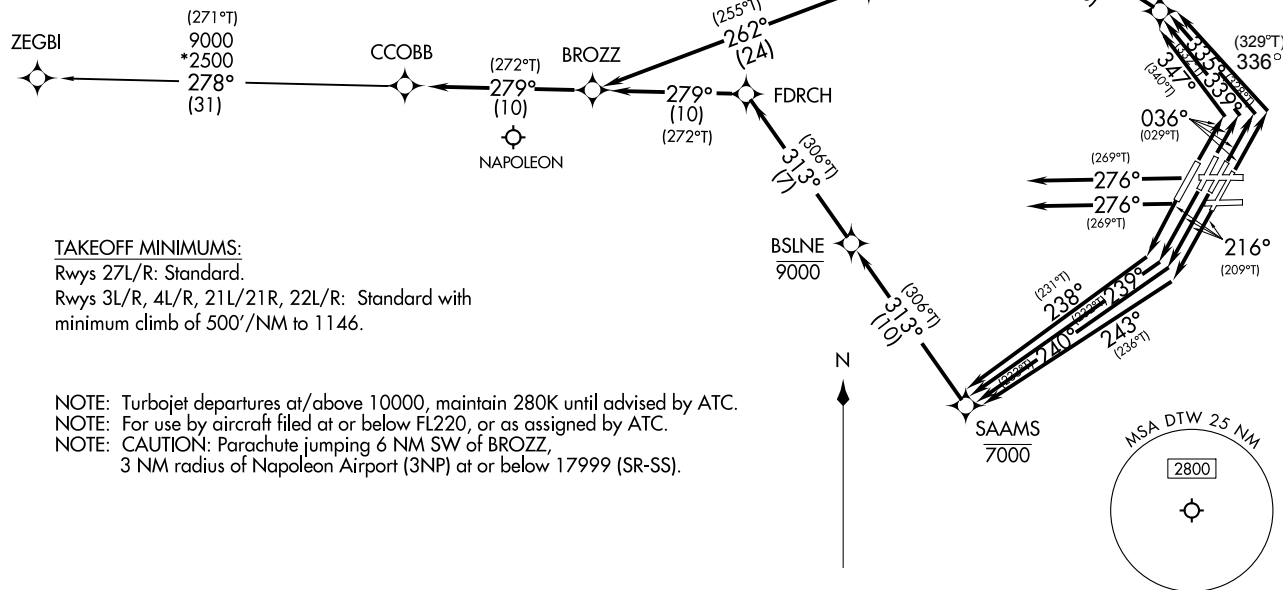 (271°T)
ZEGBI
9000
*2500
278°
(31)
CCOBB
(272°T)
279°
(10)
NAPOLEON
BROZZ
(255°T)
262°
(24)
279°
(10)
(272°T)
FDRCH
(306°T)
313°
(7)
BSLNE
9000
(306°T)
313°
(10)
SAAMS
7000
335°
(329°T)
336°
347°
(340°T)
339°
(328°T)
036°
(029°T)
(269°T)
276°
276°
(269°T)
216°
(209°T)
(231°T)
238°
239°
240°
243°
(236°T)
TAKEOFF MINIMUMS:
Rwys 27L/R: Standard.
Rwys 3L/R, 4L/R, 21L/21R, 22L/R: Standard with
minimum climb of 500'/NM to 1146.
NOTE: Turbojet departures at/above 10000, maintain 280K until advised by ATC.
NOTE: For use by aircraft filed at or below FL220, or as assigned by ATC.
NOTE: CAUTION: Parachute jumping 6 NM SW of BROZZ,
3 NM radius of Napoleon Airport (3NP) at or below 17999 (SR-SS).
N
MSA DTW 25 NM
2800